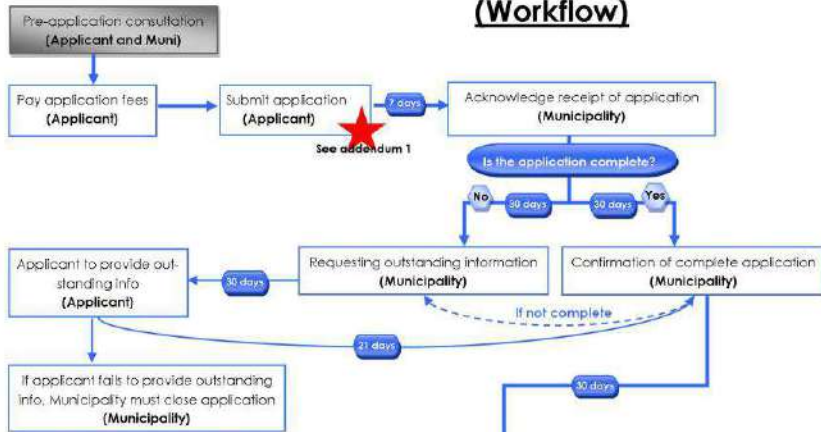 (Workflow)
Pre-application consultation
(Applicant and Muni)
Pay application fees
(Applicant)
Submit application
(Applicant)
7 days
Acknowledge receipt of application
(Municipality)
See addendum 1
Is the application complete?
No
30 days
30 days
Yes
Applicant to provide out-
standing info
(Applicant)
30 days
Requesting outstanding information
(Municipality)
Confirmation of complete application
(Municipality)
If not complete
21 days
If applicant fails to provide outstanding
info, Municipality must close application
(Municipality)
30 days